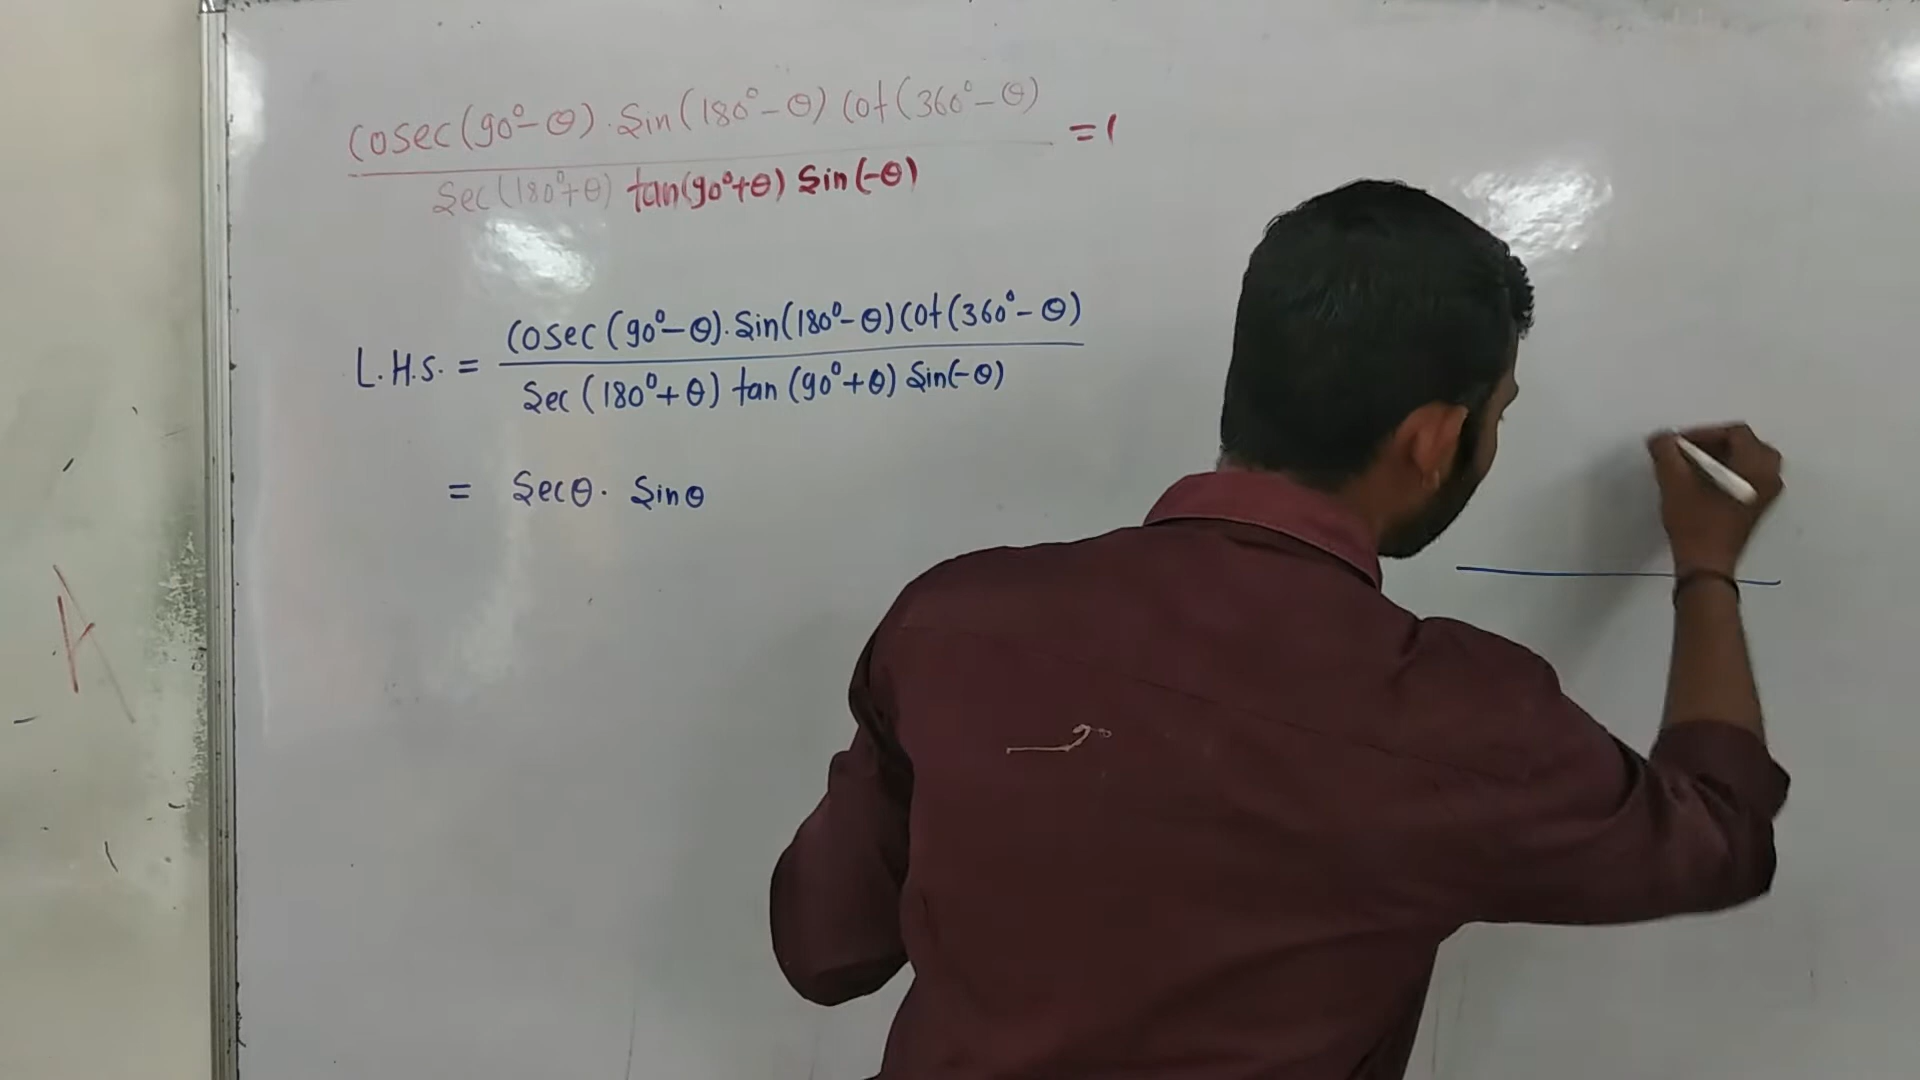 Cosec(90°-θ).Sin(180°-θ) Cot(360°-θ)
=1
Sec(180°+θ) tan(90°+θ) Sin(-θ)
Cosec(90°-θ).Sin(180°-θ)Cot(360°-θ)
L.H.S. =
Sec(180°+θ) tan(90°+θ) Sin(-θ)
= Secθ. Sinθ
A